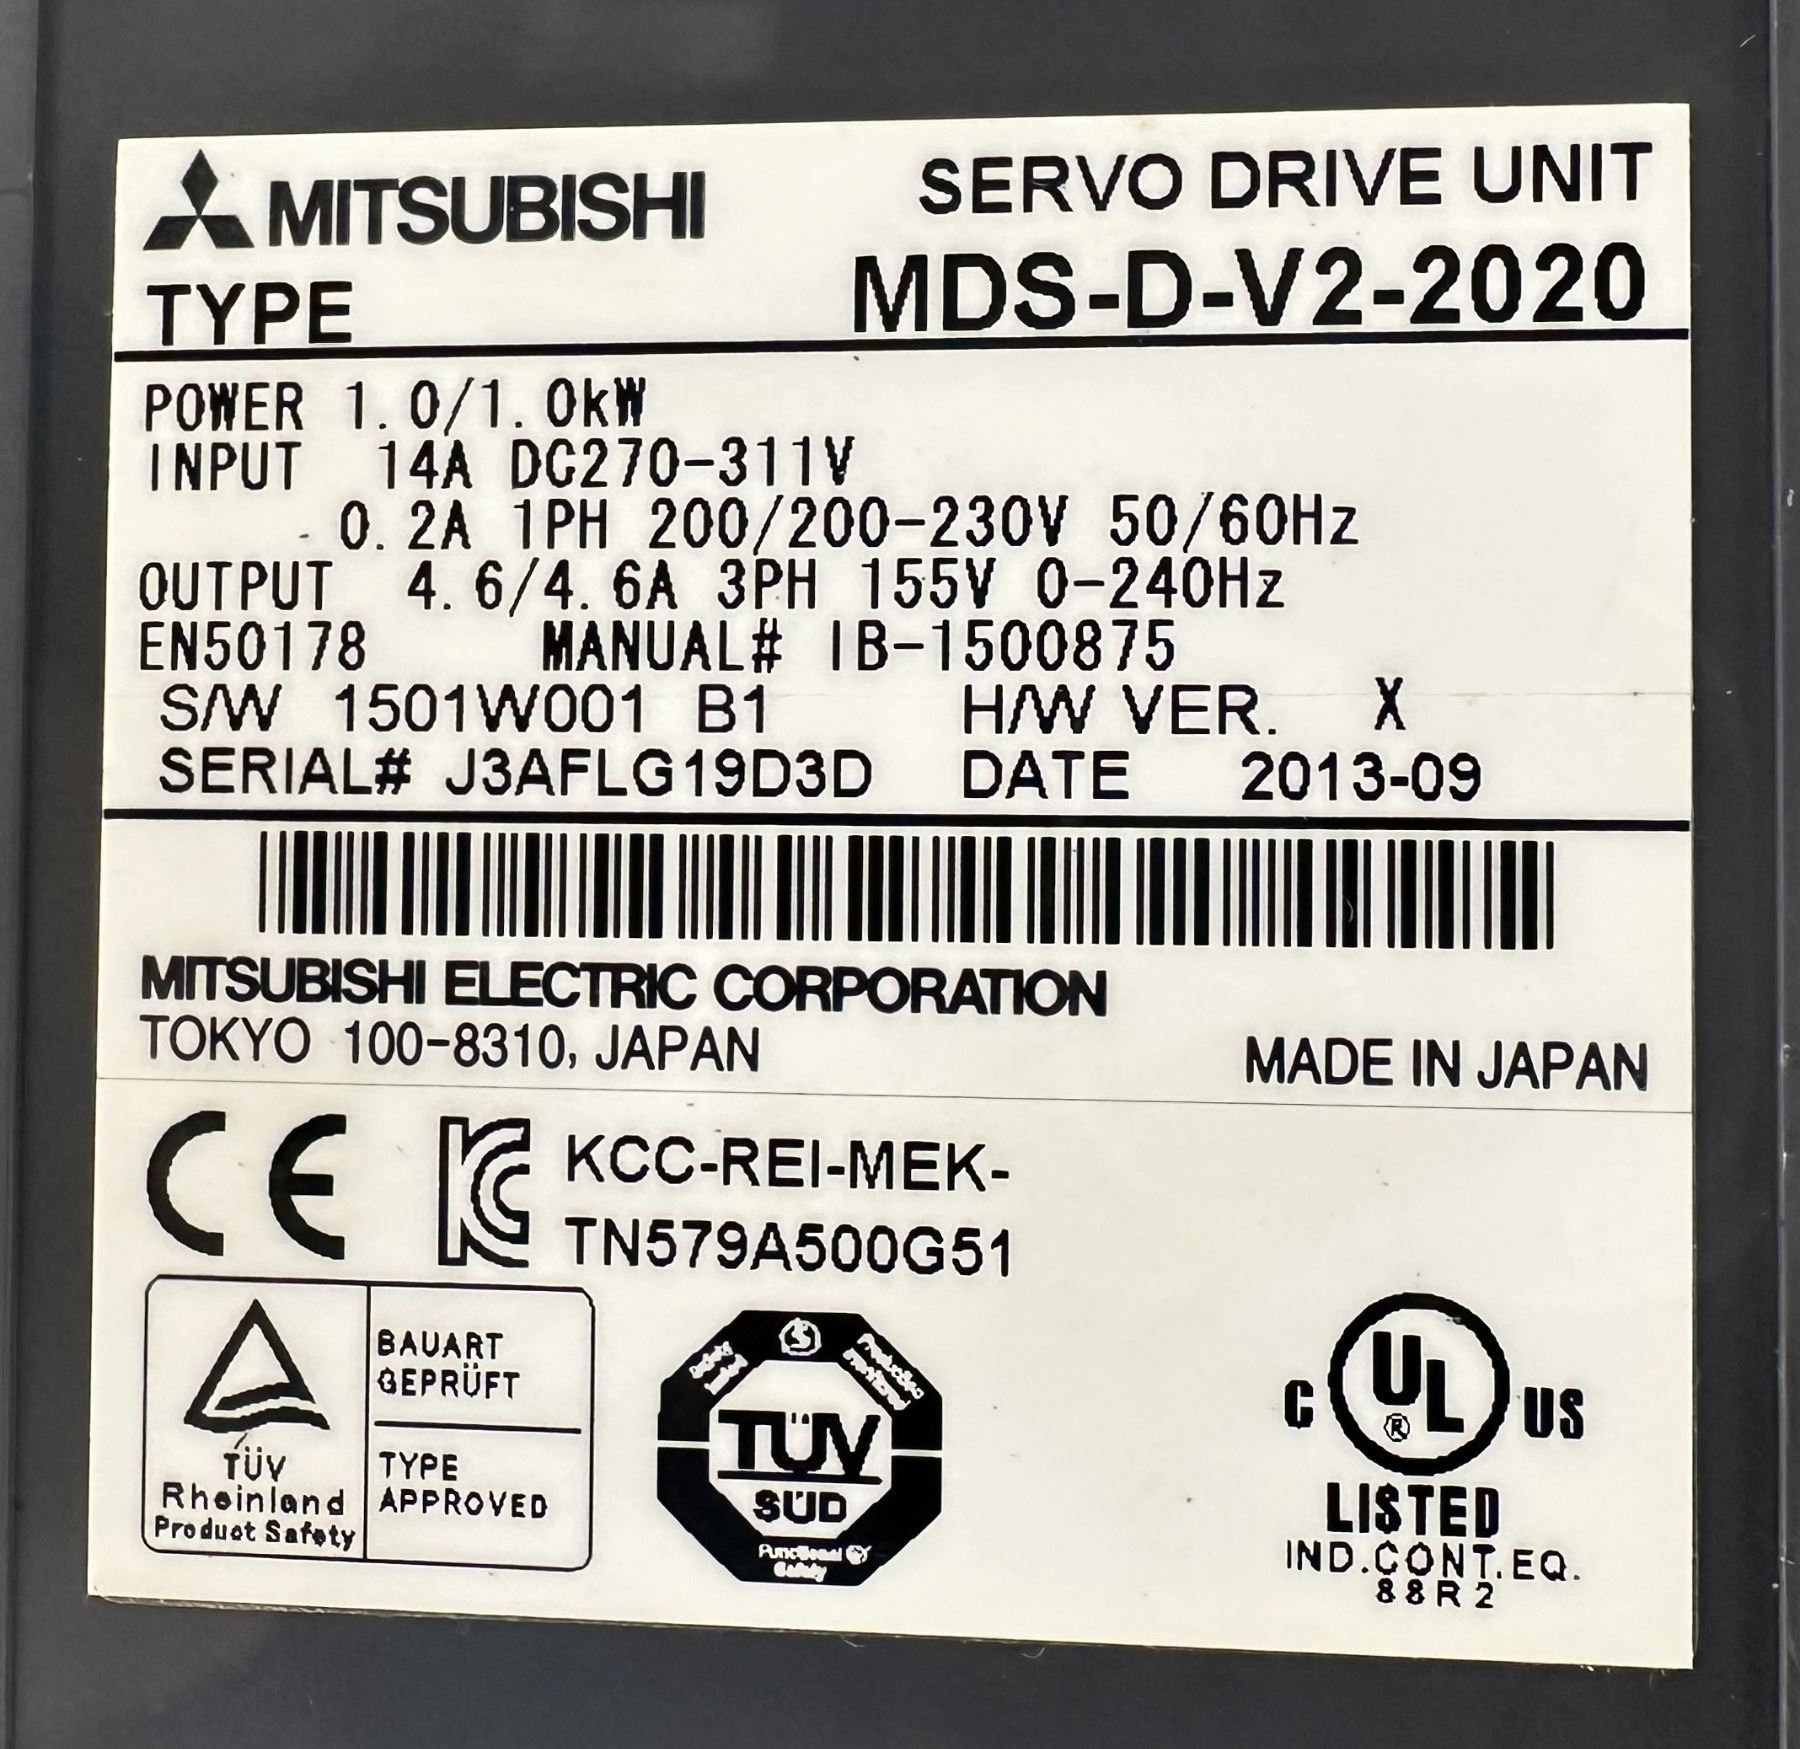 MITSUBISHI SERVO DRIVE UNIT
TYPE MDS-D-V2-2020
POWER 1.0/1.0kW
INPUT 14A DC270-311V
0.2A 1PH 200/200-230V 50/60Hz
OUTPUT 4.6/4.6A 3PH 155V 0-240Hz
EN50178 MANUAL# IB-1500875
S/W 1501W001 B1 H/W VER. X
SERIAL# J3AFLG19D3D DATE 2013-09
MITSUBISHI ELECTRIC CORPORATION
TOKYO 100-8310, JAPAN MADE IN JAPAN
CE KC KCC-REI-MEK-
TN579A500G51
BAUART
GEPRÜFT
TÜV
Rheinland
Product Safety
TYPE
APPROVED
TÜV
SÜD
Functional
Safety
C UL® US
LISTED
IND.CONT.EQ.
88R2